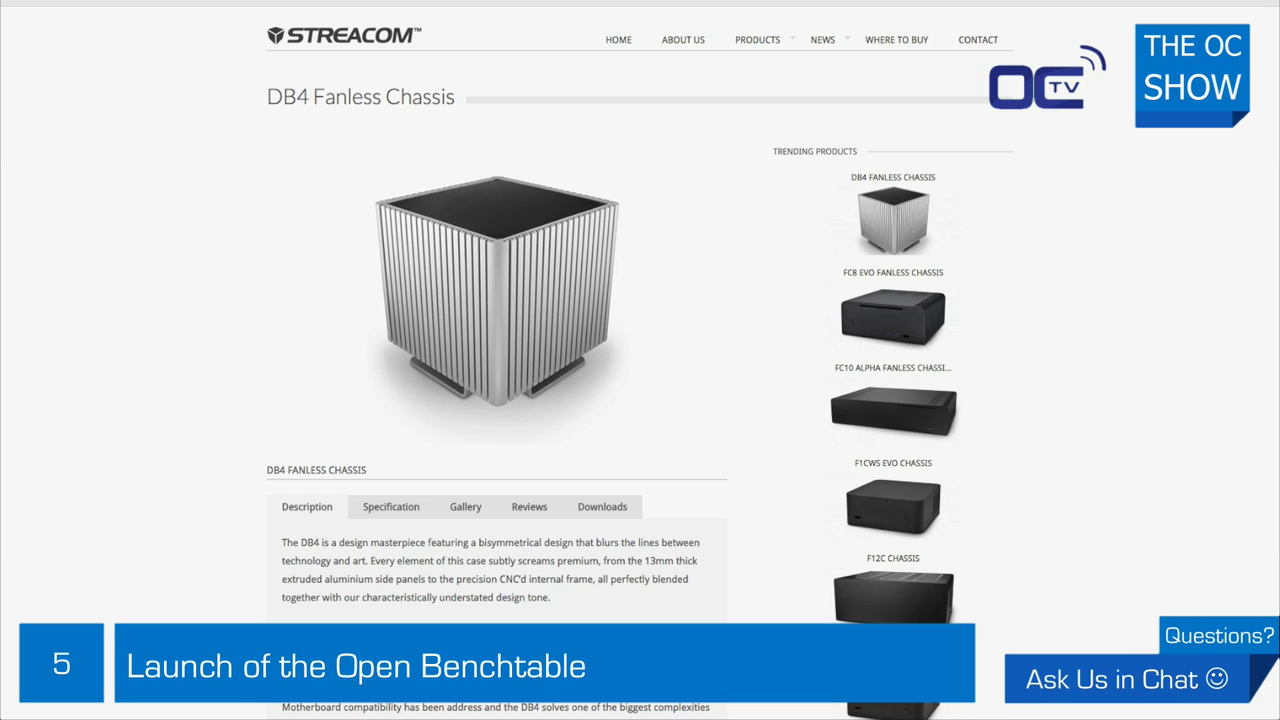 STREACOM™
HOME ABOUT US PRODUCTS NEWS WHERE TO BUY CONTACT
THE OC
SHOW
OC TV
DB4 Fanless Chassis
TRENDING PRODUCTS
DB4 FANLESS CHASSIS
FC8 EVO FANLESS CHASSIS
FC10 ALPHA FANLESS CHASSI...
F1CWS EVO CHASSIS
F12C CHASSIS
DB4 FANLESS CHASSIS
Description Specification Gallery Reviews Downloads
The DB4 is a design masterpiece featuring a bisymmetrical design that blurs the lines between
technology and art. Every element of this case subtly screams premium, from the 13mm thick
extruded aluminium side panels to the precision CNC'd internal frame, all perfectly blended
together with our characteristically understated design tone.
5
Launch of the Open Benchtable
Questions?
Ask Us in Chat ☺
Motherboard compatibility has been address and the DB4 solves one of the biggest complexities